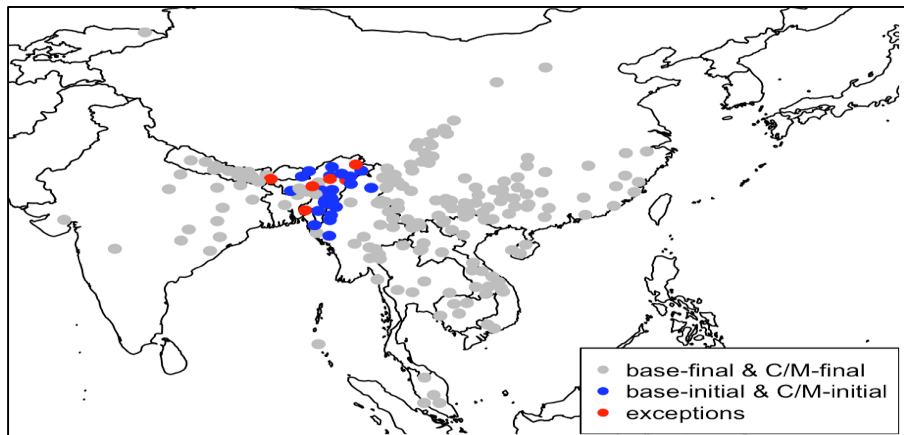 base-final & C/M-final
base-initial & C/M-initial
exceptions